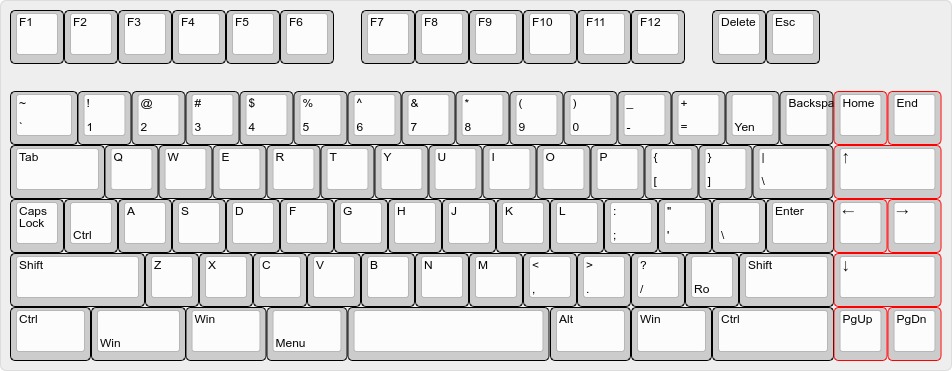 F1 F2 F3 F4 F5 F6 F7 F8 F9 F10 F11 F12 Delete Esc
~ ! @ # $ % ^ & * ( ) _ + Backspa Home End
` 1 2 3 4 5 6 7 8 9 0 - = Yen
Tab Q W E R T Y U I O P { } | ↑
[ ] \
Caps A S D F G H J K L : " Enter ← →
Lock
Ctrl ; ' \
Shift Z X C V B N M < > ? Shift ↓
, . / Ro
Ctrl Win Alt Win Ctrl PgUp PgDn
Win Menu